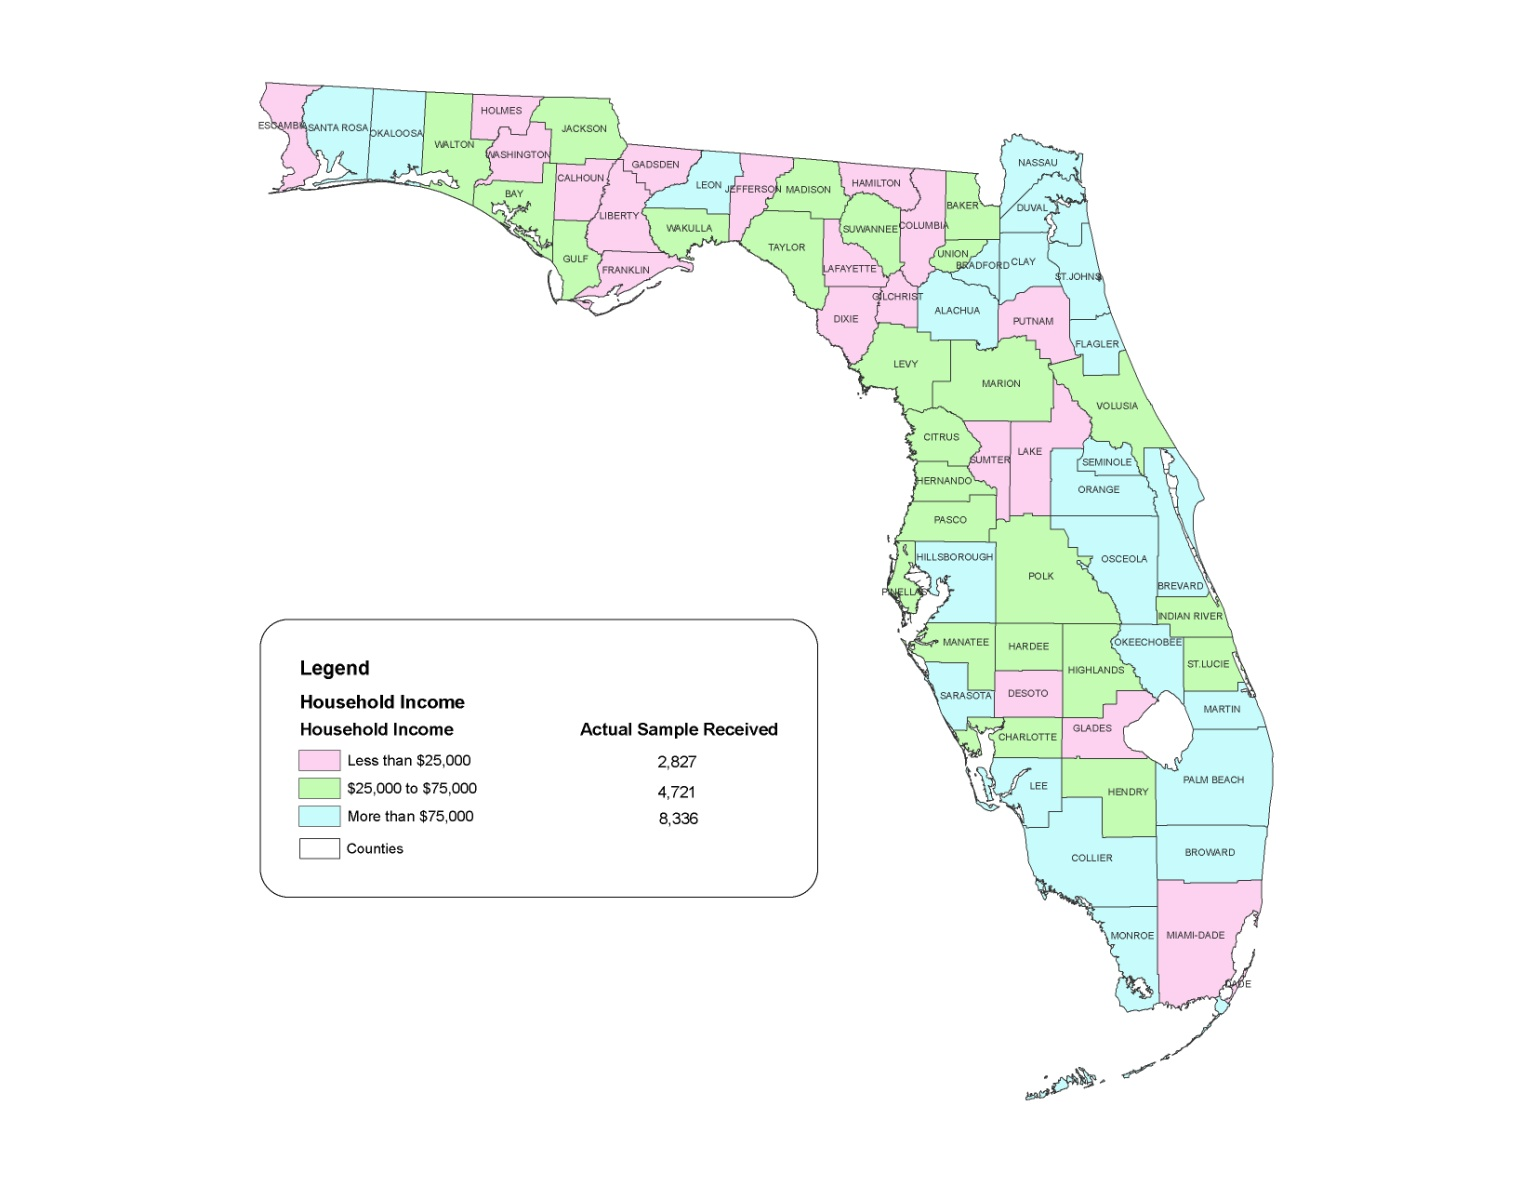 HOLMES
ESCAMBIA
SANTA ROSA
OKALOOSA
JACKSON
WALTON
WASHINGTON
GADSDEN
NASSAU
CALHOUN
LEON
JEFFERSON
MADISON
HAMILTON
BAY
BAKER
DUVAL
LIBERTY
WAKULLA
SUWANNEE
COLUMBIA
TAYLOR
UNION
GULF
FRANKLIN
LAFAYETTE
BRADFORD
CLAY
ST.JOHNS
GILCHRIST
DIXIE
ALACHUA
PUTNAM
FLAGLER
LEVY
MARION
VOLUSIA
CITRUS
SUMTER
LAKE
SEMINOLE
HERNANDO
ORANGE
PASCO
HILLSBOROUGH
OSCEOLA
POLK
BREVARD
PINELLAS
INDIAN RIVER
MANATEE
HARDEE
OKEECHOBEE
HIGHLANDS
ST.LUCIE
SARASOTA
DESOTO
MARTIN
CHARLOTTE
GLADES
LEE
HENDRY
PALM BEACH
COLLIER
BROWARD
MONROE
MIAMI-DADE
DADE
Legend
Household Income
Household Income Actual Sample Received
Less than $25,000 2,827
$25,000 to $75,000 4,721
More than $75,000 8,336
Counties